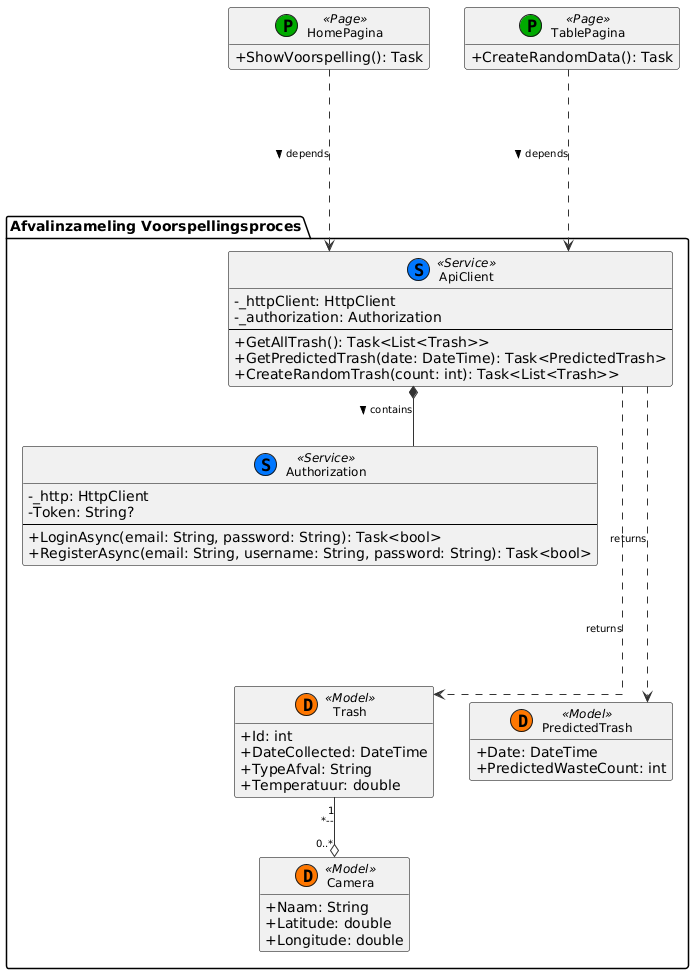 P «Page»
HomePagina
+ShowVoorspelling(): Task
P «Page»
TablePagina
+CreateRandomData(): Task
depends
depends
Afvalinzameling Voorspellingsproces
S «Service»
ApiClient
-_httpClient: HttpClient
-_authorization: Authorization
+GetAllTrash(): Task<List<Trash>>
+GetPredictedTrash(date: DateTime): Task<PredictedTrash>
+CreateRandomTrash(count: int): Task<List<Trash>>
contains
S «Service»
Authorization
-_http: HttpClient
-Token: String?
+LoginAsync(email: String, password: String): Task<bool>
+RegisterAsync(email: String, username: String, password: String): Task<bool>
returns
returns
D «Model»
Trash
+Id: int
+DateCollected: DateTime
+TypeAfval: String
+Temperatuur: double
D «Model»
PredictedTrash
+Date: DateTime
+PredictedWasteCount: int
1
*--
0..*
D «Model»
Camera
+Naam: String
+Latitude: double
+Longitude: double